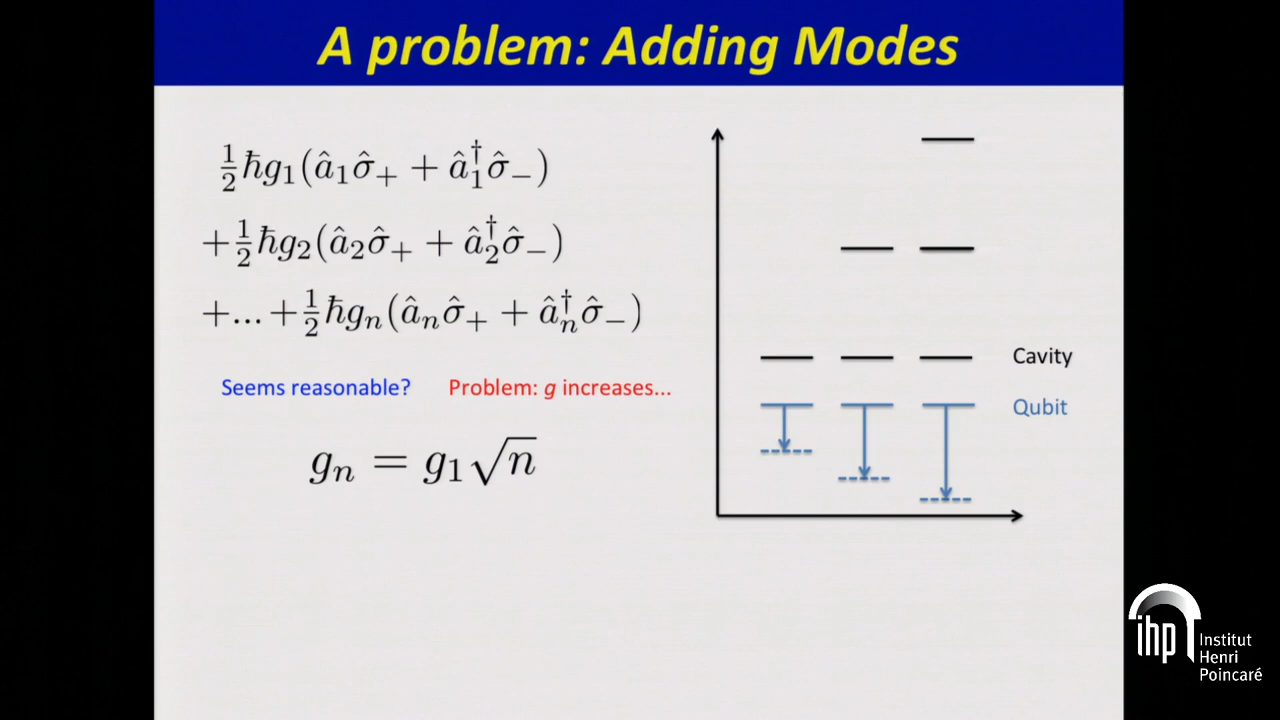 A problem: Adding Modes
½ħg₁(â₁σ̂₊ + â₁†σ̂₋)
+½ħg₂(â₂σ̂₊ + â₂†σ̂₋)
+...+½ħgₙ(âₙσ̂₊ + âₙ†σ̂₋)
Seems reasonable? Problem: g increases...
gₙ = g₁√n
Cavity
Qubit
ihp Institut
Henri
Poincaré